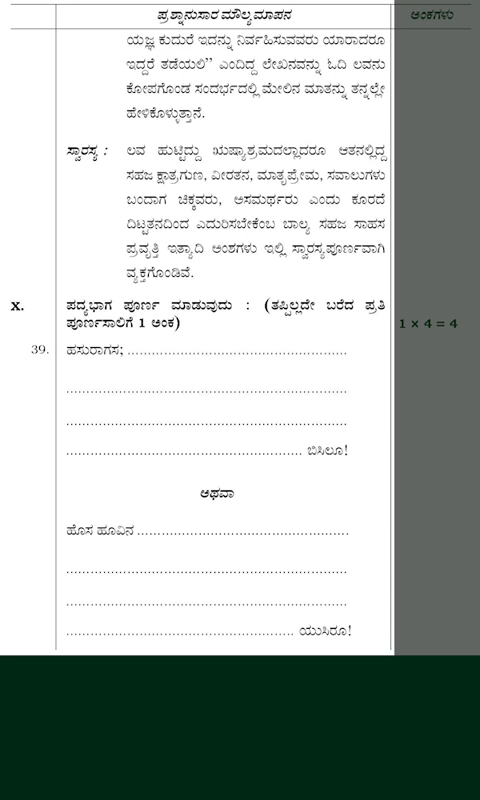 ಪ್ರಶ್ನಾನುಸಾರ ಮೌಲ್ಯಮಾಪನ ಅಂಕಗಳು
ಯಜ್ಞ ಕುದುರೆ ಇದನ್ನು ನಿರ್ವಹಿಸುವವರು ಯಾರಾದರೂ
ಇದ್ದರೆ ತಡೆಯಲಿ” ಎಂದಿದ್ದ ಲೇಖನವನ್ನು ಓದಿ ಲವನು
ಕೋಪಗೊಂಡ ಸಂದರ್ಭದಲ್ಲಿ ಮೇಲಿನ ಮಾತನ್ನು ತನ್ನಲ್ಲೇ
ಹೇಳಿಕೊಳ್ಳುತ್ತಾನೆ.
ಸ್ವಾರಸ್ಯ : ಲವ ಹುಟ್ಟಿದ್ದು ಋಷ್ಯಾಶ್ರಮದಲ್ಲಾದರೂ ಆತನಲ್ಲಿದ್ದ
ಸಹಜ ಕ್ಷಾತ್ರಗುಣ, ವೀರತನ, ಮಾತೃಪ್ರೇಮ, ಸವಾಲುಗಳು
ಬಂದಾಗ ಚಿಕ್ಕವರು, ಅಸಮರ್ಥರು ಎಂದು ಕೂರದೆ
ದಿಟ್ಟತನದಿಂದ ಎದುರಿಸಬೇಕೆಂಬ ಬಾಲ್ಯ ಸಹಜ ಸಾಹಸ
ಪ್ರವೃತ್ತಿ ಇತ್ಯಾದಿ ಅಂಶಗಳು ಇಲ್ಲಿ ಸ್ವಾರಸ್ಯಪೂರ್ಣವಾಗಿ
ವ್ಯಕ್ತಗೊಂಡಿವೆ.
X. ಪದ್ಯಭಾಗ ಪೂರ್ಣ ಮಾಡುವುದು : (ತಪ್ಪಿಲ್ಲದೇ ಬರೆದ ಪ್ರತಿ
ಪೂರ್ಣಸಾಲಿಗೆ 1 ಅಂಕ) 1 × 4 = 4
39. ಹಸುರಾಗಸ; ......................................................
.....................................................................
.....................................................................
.......................................................... ಬಿಸಿಲೂ!
ಅಥವಾ
ಹೊಸ ಹೂವಿನ ....................................................
.....................................................................
.....................................................................
........................................................ ಯುಸಿರೂ!